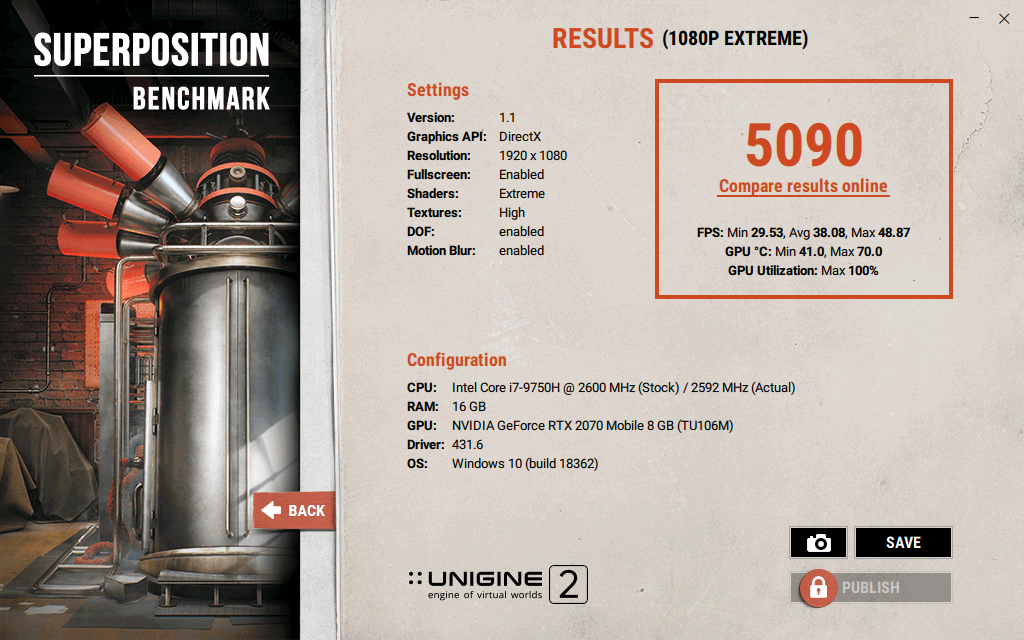 SUPERPOSITION
BENCHMARK
RESULTS (1080P EXTREME)
Settings
Version: 1.1
Graphics API: DirectX
Resolution: 1920 x 1080
Fullscreen: Enabled
Shaders: Extreme
Textures: High
DOF: enabled
Motion Blur: enabled
5090
Compare results online
FPS: Min 29.53, Avg 38.08, Max 48.87
GPU °C: Min 41.0, Max 70.0
GPU Utilization: Max 100%
Configuration
CPU: Intel Core i7-9750H @ 2600 MHz (Stock) / 2592 MHz (Actual)
RAM: 16 GB
GPU: NVIDIA GeForce RTX 2070 Mobile 8 GB (TU106M)
Driver: 431.6
OS: Windows 10 (build 18362)
BACK
SAVE
PUBLISH
UNIGINE 2
engine of virtual worlds